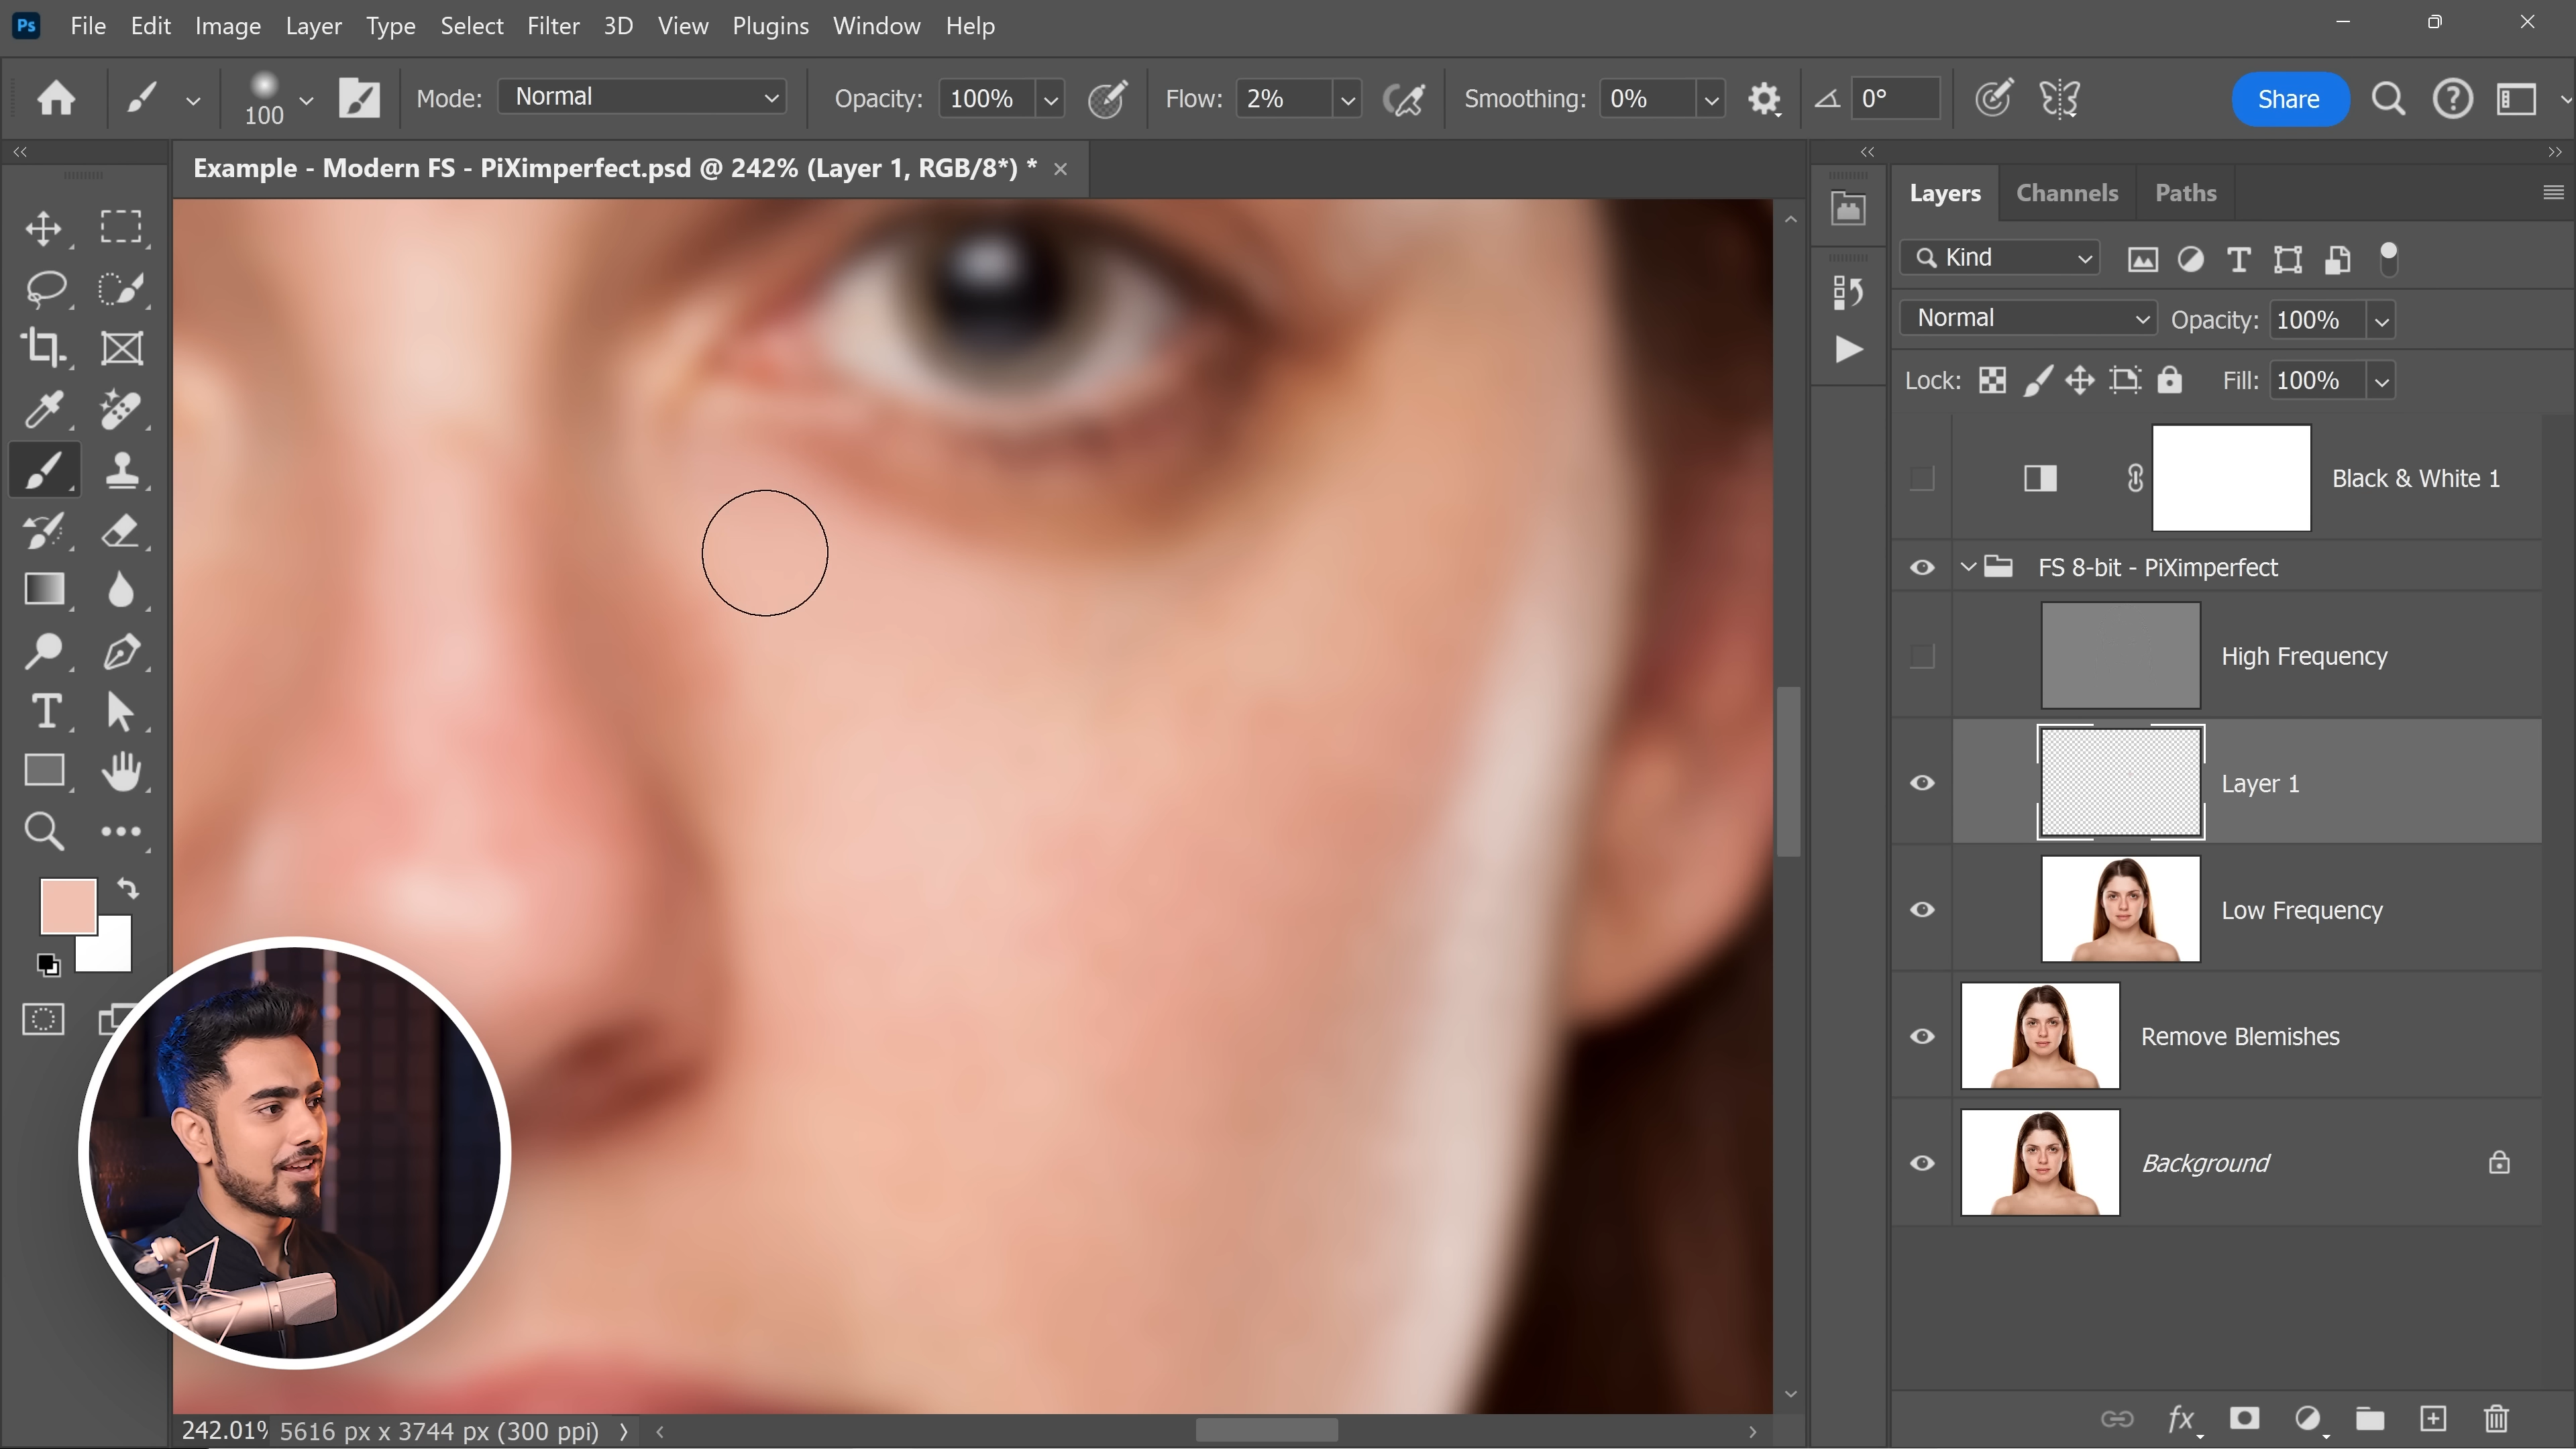 Ps File Edit Image Layer Type Select Filter 3D View Plugins Window Help
100 Mode: Normal Opacity: 100% Flow: 2% Smoothing: 0% 0° Share
Example - Modern FS - PiXimperfect.psd @ 242% (Layer 1, RGB/8*) *
Layers Channels Paths
Kind
Normal Opacity: 100%
Lock: Fill: 100%
Black & White 1
FS 8-bit - PiXimperfect
High Frequency
Layer 1
Low Frequency
Remove Blemishes
Background
fx
242.01% 5616 px x 3744 px (300 ppi)